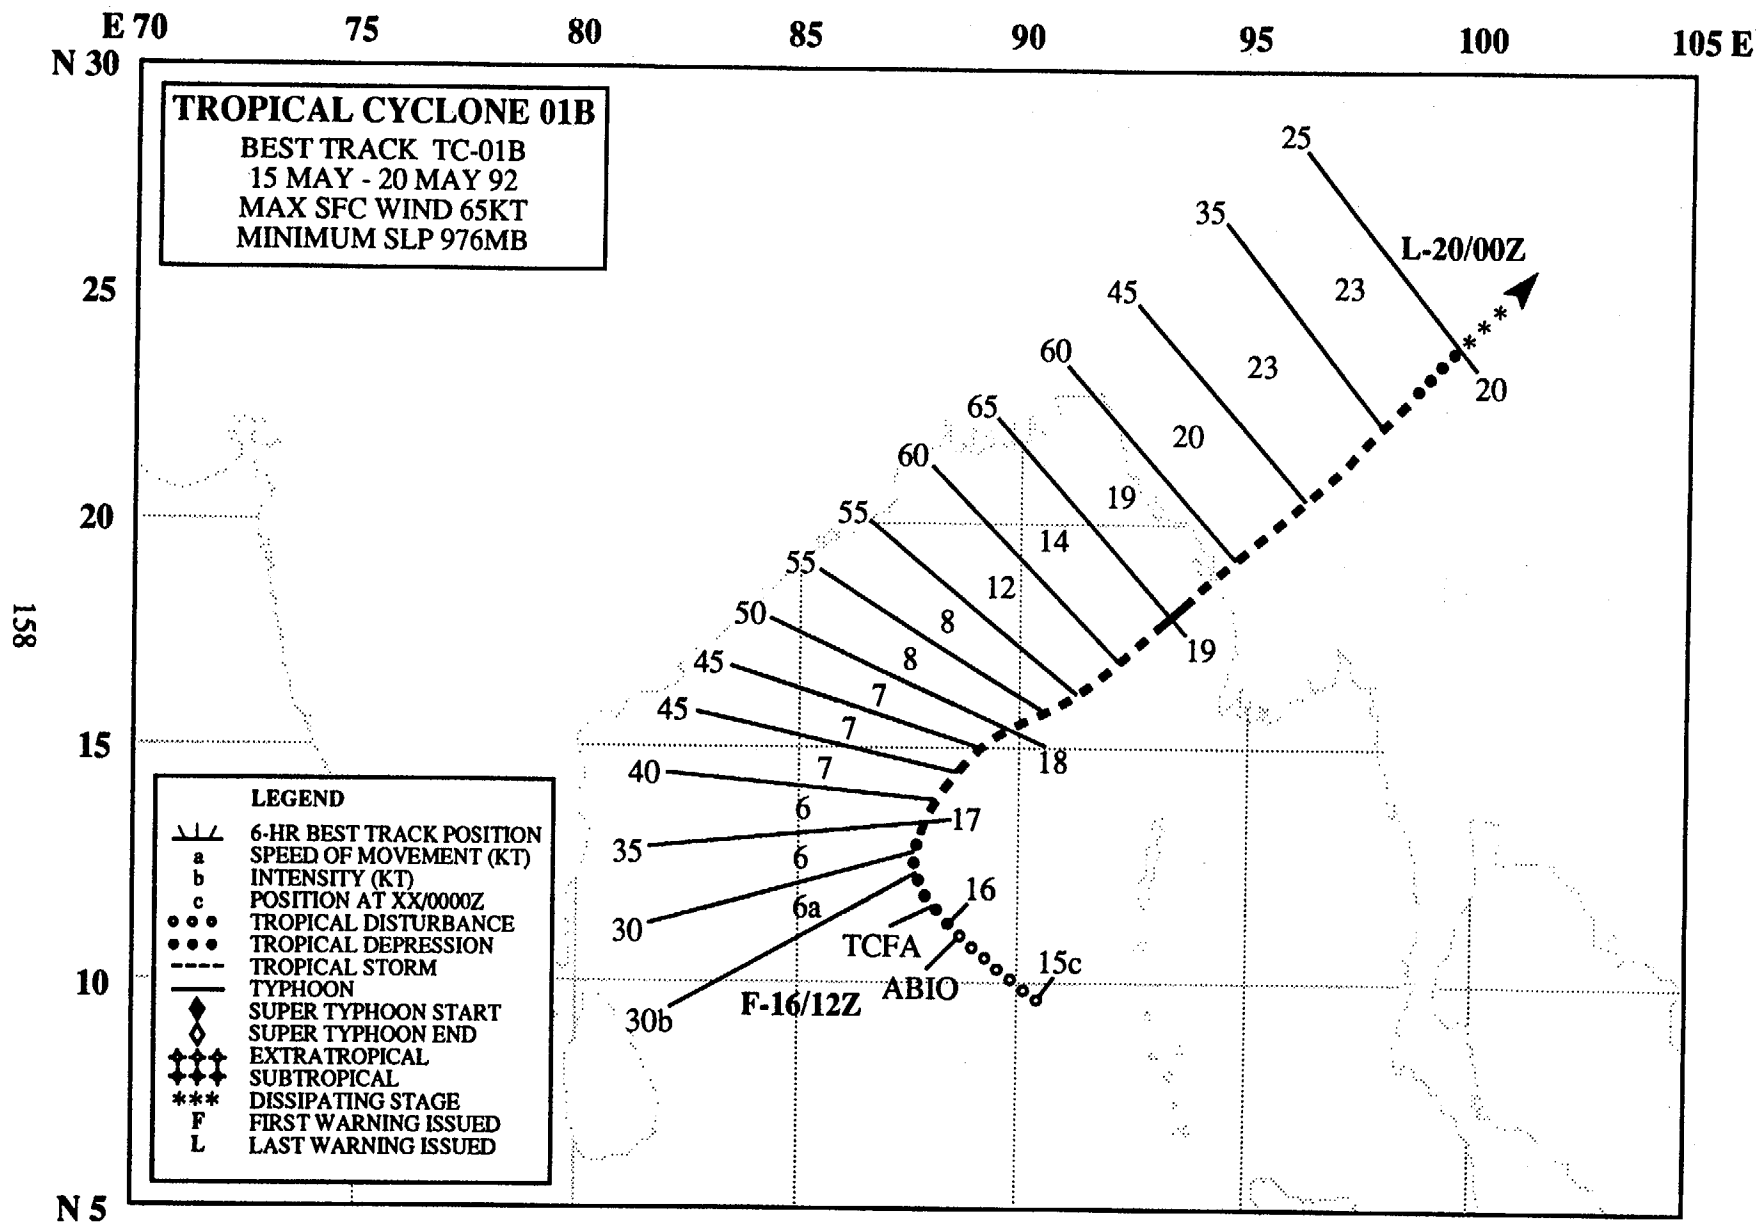 E 70 75 80 85 90 95 100 105 E
N 30
TROPICAL CYCLONE 01B
BEST TRACK TC-01B
15 MAY - 20 MAY 92
MAX SFC WIND 65KT
MINIMUM SLP 976MB
25
35
L-20/00Z
25
45
23
60
23
20
65
20
60
19
20
55
14
55
12
50
8
19
45
8
45
7
7
15
18
40
7
6
17
35
6
16
30
6a
TCFA
15c
10
ABIO
F-16/12Z
30b
N 5
LEGEND
6-HR BEST TRACK POSITION
a SPEED OF MOVEMENT (KT)
b INTENSITY (KT)
c POSITION AT XX/0000Z
TROPICAL DISTURBANCE
TROPICAL DEPRESSION
TROPICAL STORM
TYPHOON
SUPER TYPHOON START
SUPER TYPHOON END
EXTRATROPICAL
SUBTROPICAL
*** DISSIPATING STAGE
F FIRST WARNING ISSUED
L LAST WARNING ISSUED
158